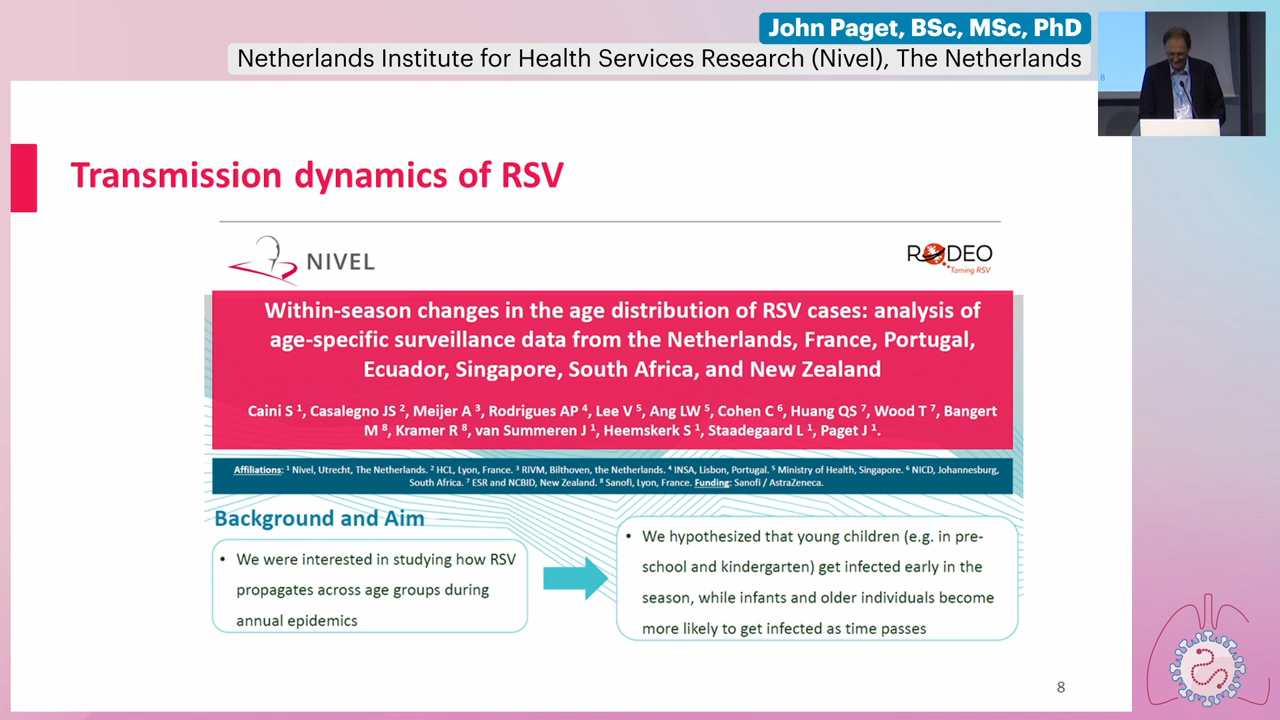 John Paget, BSc, MSc, PhD
Netherlands Institute for Health Services Research (Nivel), The Netherlands
8
Transmission dynamics of RSV
NIVEL
RODEO
Taming RSV
Within-season changes in the age distribution of RSV cases: analysis of
age-specific surveillance data from the Netherlands, France, Portugal,
Ecuador, Singapore, South Africa, and New Zealand
Caini S ¹, Casalegno JS ², Meijer A ³, Rodrigues AP ⁴, Lee V ⁵, Ang LW ⁵, Cohen C ⁶, Huang QS ⁷, Wood T ⁷, Bangert
M ⁸, Kramer R ⁸, van Summeren J ¹, Heemskerk S ¹, Staadegaard L ¹, Paget J ¹.
Affiliations: ¹ Nivel, Utrecht, The Netherlands. ² HCL, Lyon, France. ³ RIVM, Bilthoven, the Netherlands. ⁴ INSA, Lisbon, Portugal. ⁵ Ministry of Health, Singapore. ⁶ NICD, Johannesburg,
South Africa. ⁷ ESR and NCBID, New Zealand. ⁸ Sanofi, Lyon, France. Funding: Sanofi / AstraZeneca.
Background and Aim
• We were interested in studying how RSV
propagates across age groups during
annual epidemics
• We hypothesized that young children (e.g. in pre-
school and kindergarten) get infected early in the
season, while infants and older individuals become
more likely to get infected as time passes
8